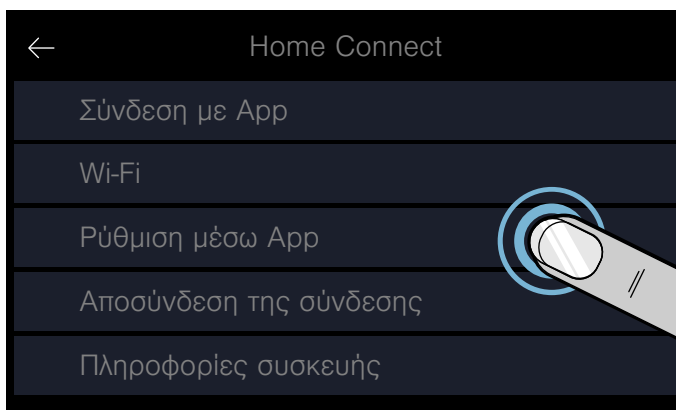 Home Connect
Σύνδεση με App
Wi-Fi
Ρύθμιση μέσω App
Αποσύνδεση της σύνδεσης
Πληροφορίες συσκευής